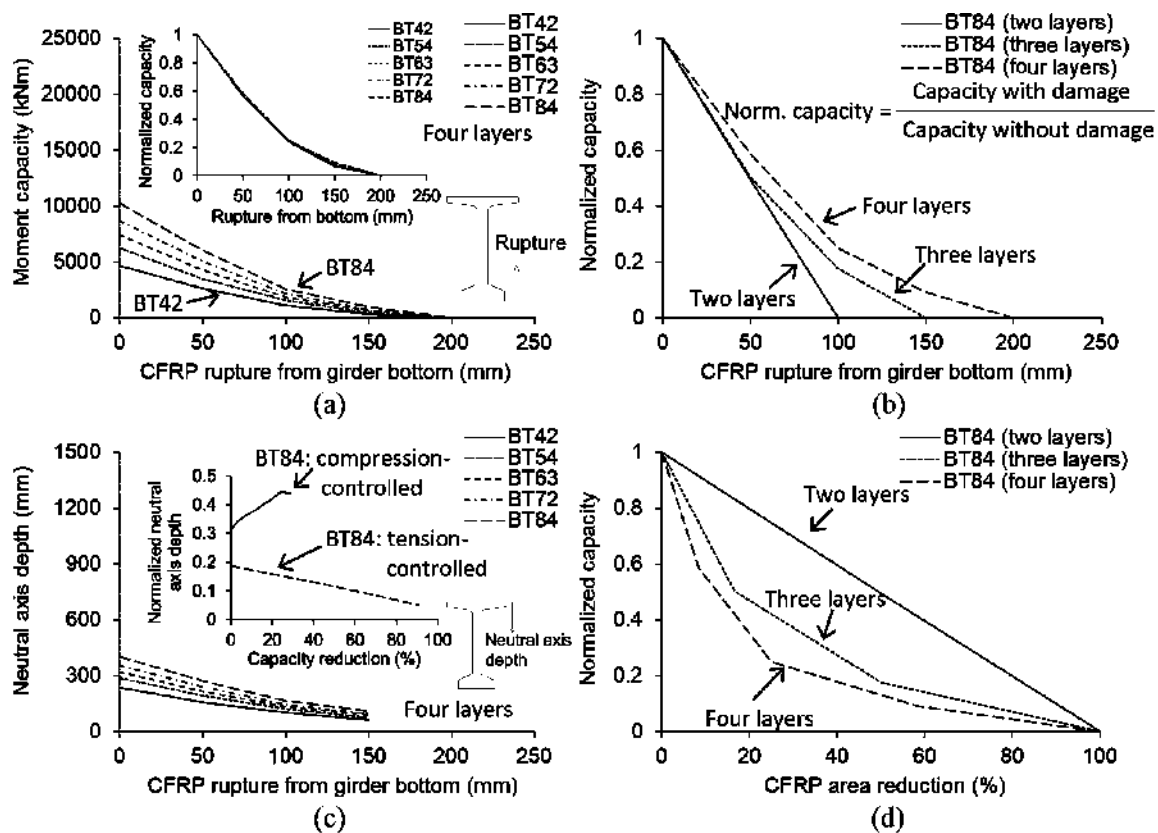 25000
20000
15000
10000
5000
0
Moment capacity (kNm)
1
0.8
0.6
0.4
0.2
0
Normalized capacity
0 50 100 150 200 250
Rupture from bottom (mm)
BT42
BT54
BT63
BT72
BT84
BT42
BT54
BT63
BT72
BT84
Four layers
Rupture
BT84
BT42
0 50 100 150 200 250
CFRP rupture from girder bottom (mm)
(a)
1
0.8
0.6
0.4
0.2
0
Normalized capacity
BT84 (two layers)
BT84 (three layers)
BT84 (four layers)
Norm. capacity =
Capacity with damage
Capacity without damage
Four layers
Three layers
Two layers
0 50 100 150 200 250
CFRP rupture from girder bottom (mm)
(b)
1500
1200
900
600
300
0
Neutral axis depth (mm)
0.5
0.4
0.3
0.2
0.1
0
Normalized neutral
axis depth
BT84: compression-
controlled
BT84: tension-
controlled
0 20 40 60 80 100
Capacity reduction (%)
BT42
BT54
BT63
BT72
BT84
Neutral axis
depth
Four layers
0 50 100 150 200 250
CFRP rupture from girder bottom (mm)
(c)
1
0.8
0.6
0.4
0.2
0
Normalized capacity
BT84 (two layers)
BT84 (three layers)
BT84 (four layers)
Two layers
Three layers
Four layers
0 20 40 60 80 100
CFRP area reduction (%)
(d)